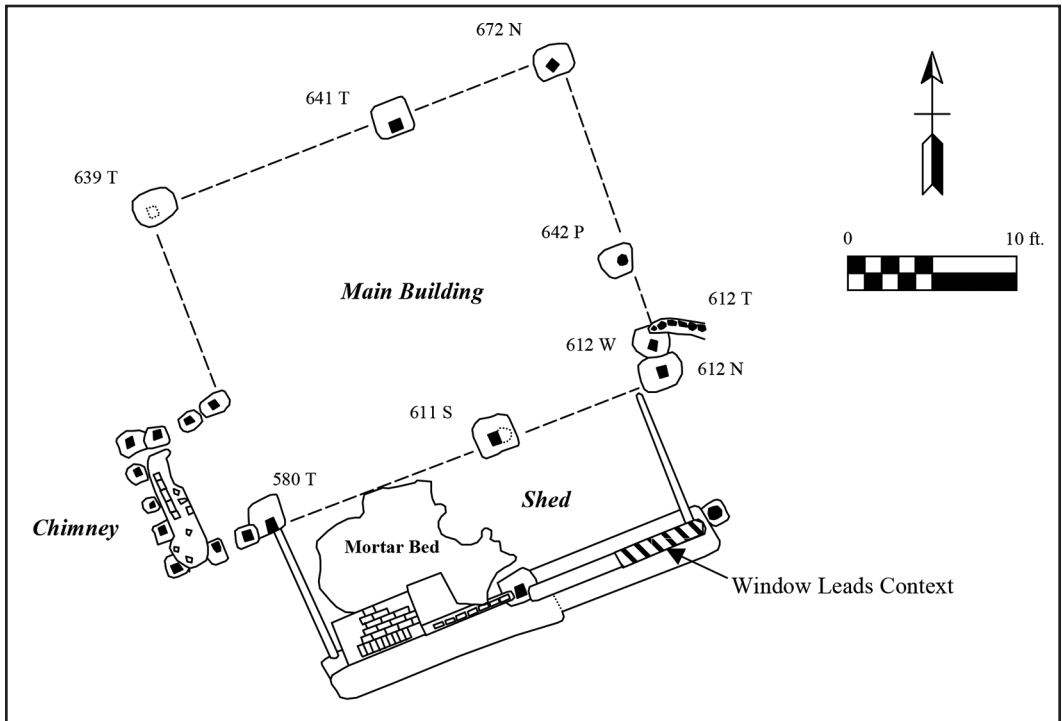 672 N
641 T
639 T
0 10 ft.
642 P
Main Building
612 T
612 W
612 N
611 S
580 T
Shed
Chimney
Mortar Bed
Window Leads Context